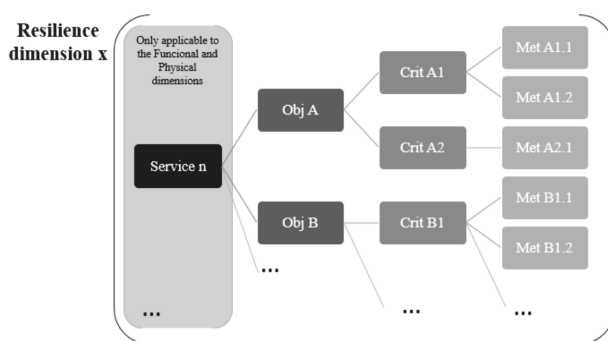 Resilience
dimension x
Only applicable to
the Funcional and
Physical
dimensions
Service n
...
Obj A
Obj B
...
Crit A1
Crit A2
Crit B1
...
Met A1.1
Met A1.2
Met A2.1
Met B1.1
Met B1.2
...